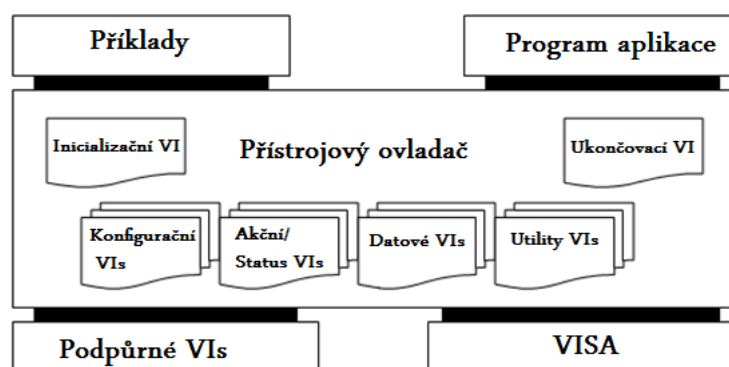 Příklady
Program aplikace
Inicializační VI
Přístrojový ovladač
Ukončovací VI
Konfigurační
VIs
Akční/
Status VIs
Datové VIs
Utility VIs
Podpůrné VIs
VISA